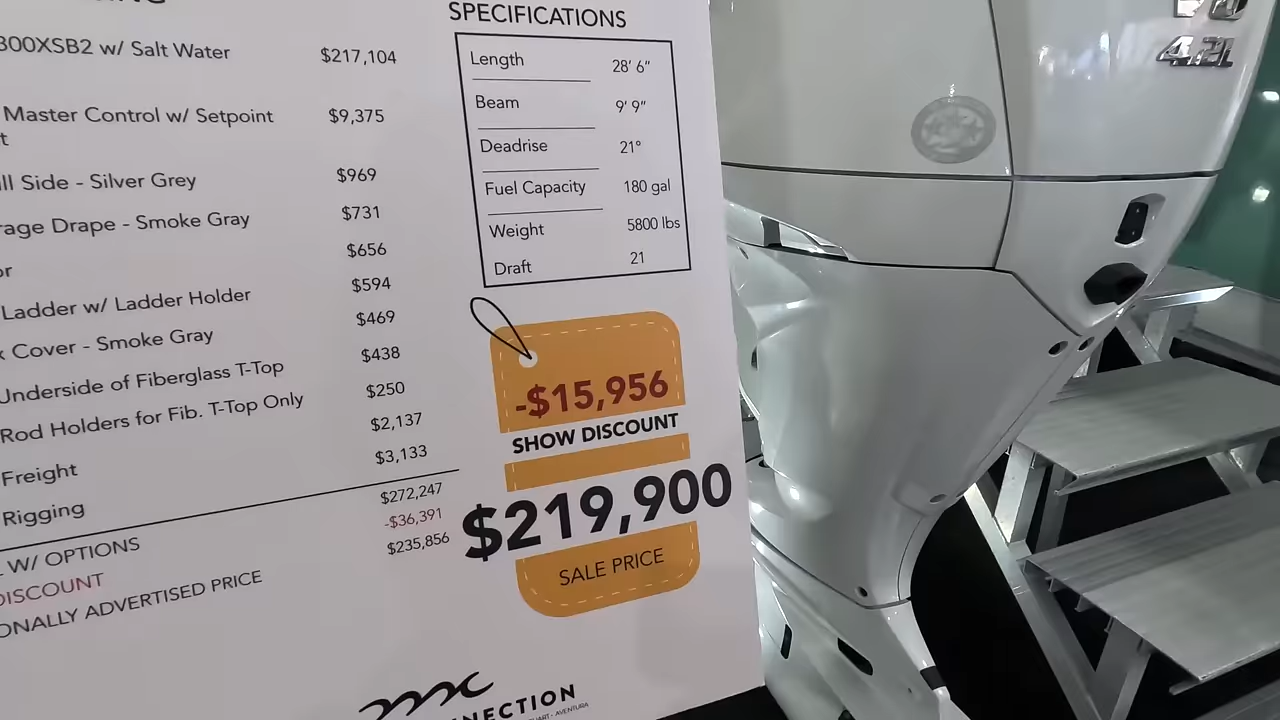 SPECIFICATIONS
300XSB2 w/ Salt Water $217,104
Master Control w/ Setpoint $9,375
Side - Silver Grey $969
Drape - Smoke Gray $731
$656
Ladder w/ Ladder Holder $594
Cover - Smoke Gray $469
Underside of Fiberglass T-Top $438
Rod Holders for Fib. T-Top Only $250
Freight $2,137
Rigging $3,133
W/ OPTIONS $272,247
DISCOUNT -$36,391
ADVERTISED PRICE $235,856
Length 28' 6"
Beam 9' 9"
Deadrise 21°
Fuel Capacity 180 gal
Weight 5800 lbs
Draft 21
-$15,956
SHOW DISCOUNT
$219,900
SALE PRICE
4.2L